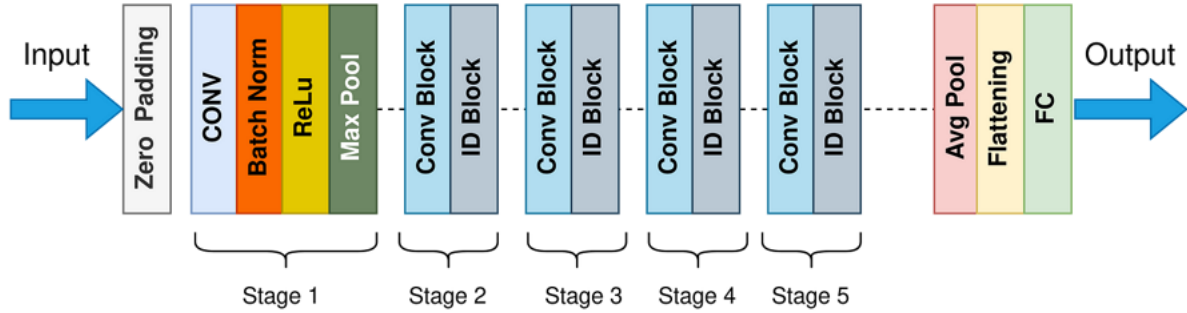 Input
Zero Padding
CONV
Batch Norm
ReLu
Max Pool
Conv Block
ID Block
Conv Block
ID Block
Conv Block
ID Block
Conv Block
ID Block
Avg Pool
Flattening
FC
Output
Stage 1
Stage 2
Stage 3
Stage 4
Stage 5